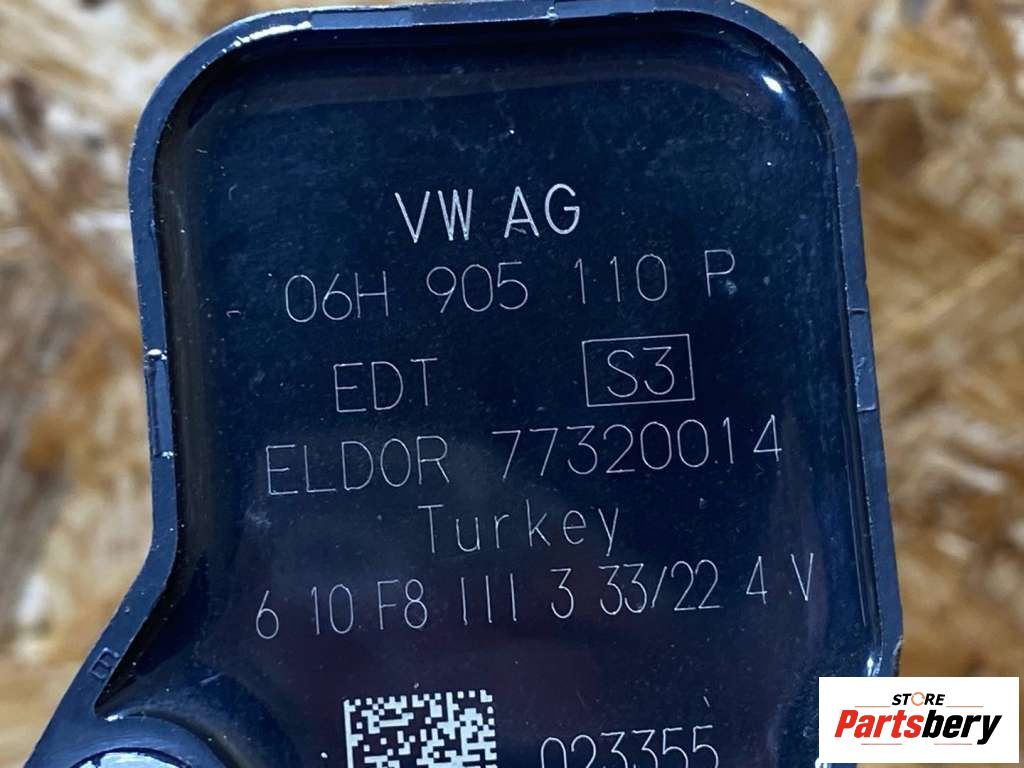 VW AG
06H 905 110 P
EDT S3
ELDOR 77320014
Turkey
6 10 F8 III 3 33/22 4 V
023355
STORE
Partsbery